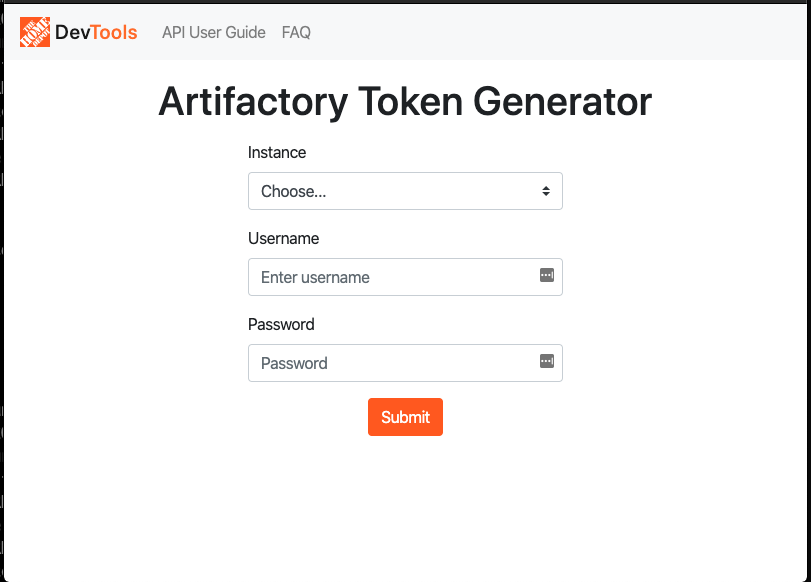 THE HOME DEPOT
DevTools API User Guide FAQ
Artifactory Token Generator
Instance
Choose...
Username
Enter username
Password
Password
Submit